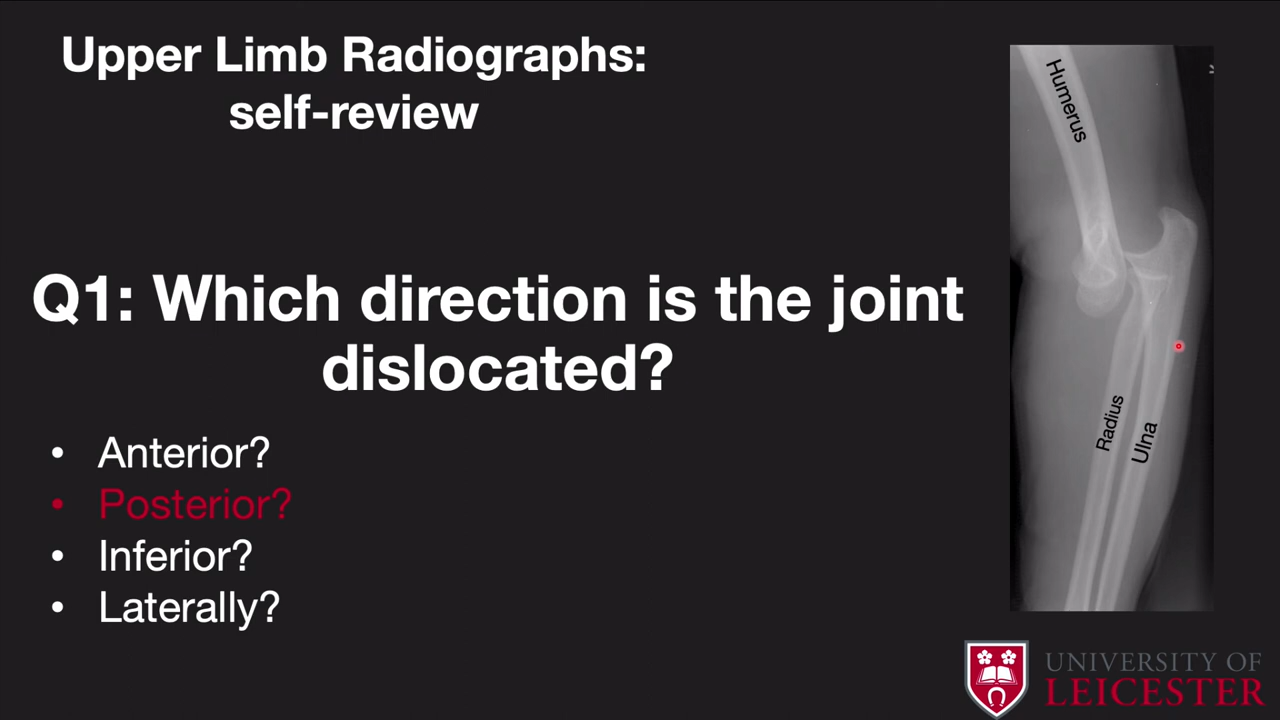 Upper Limb Radiographs:
self-review
Q1: Which direction is the joint
dislocated?
• Anterior?
• Posterior?
• Inferior?
• Laterally?
Humerus
Radius
Ulna
UNIVERSITY OF
LEICESTER